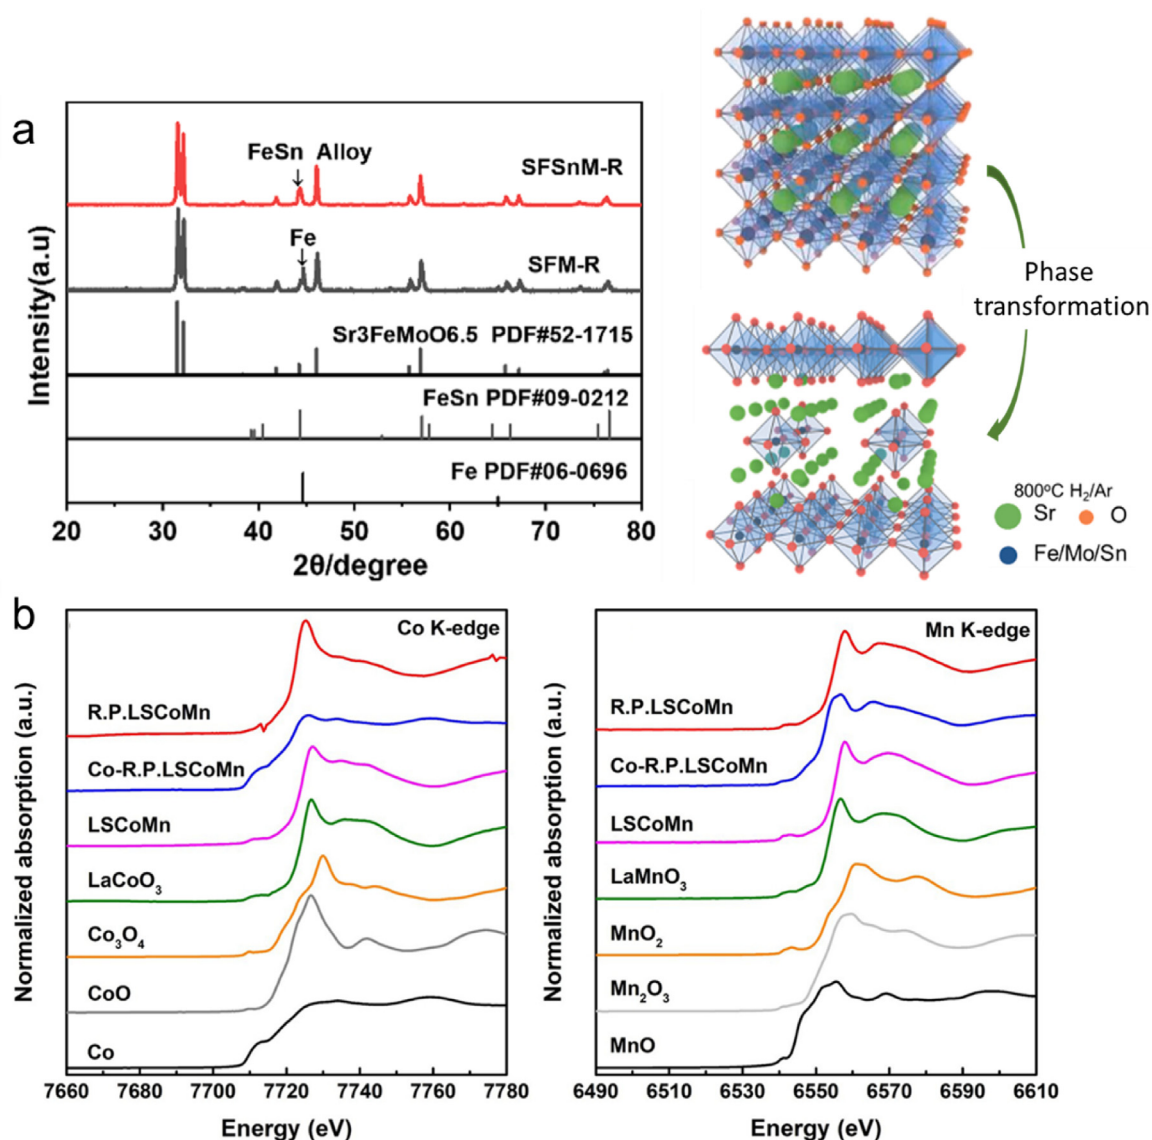 a
FeSn Alloy
SFSnM-R
Fe
SFM-R
Sr3FeMoO6.5 PDF#52-1715
FeSn PDF#09-0212
Fe PDF#06-0696
Intensity(a.u)
20 30 40 50 60 70 80
2θ/degree
Phase
transformation
800°C H₂/Ar
Sr O
Fe/Mo/Sn
b
Co K-edge
R.P.LSCoMn
Co-R.P.LSCoMn
LSCoMn
LaCoO₃
Co₃O₄
CoO
Co
Normalized absorption (a.u.)
7660 7680 7700 7720 7740 7760 7780
Energy (eV)
Mn K-edge
R.P.LSCoMn
Co-R.P.LSCoMn
LSCoMn
LaMnO₃
MnO₂
Mn₂O₃
MnO
Normalized absorption (a.u.)
6490 6510 6530 6550 6570 6590 6610
Energy (eV)